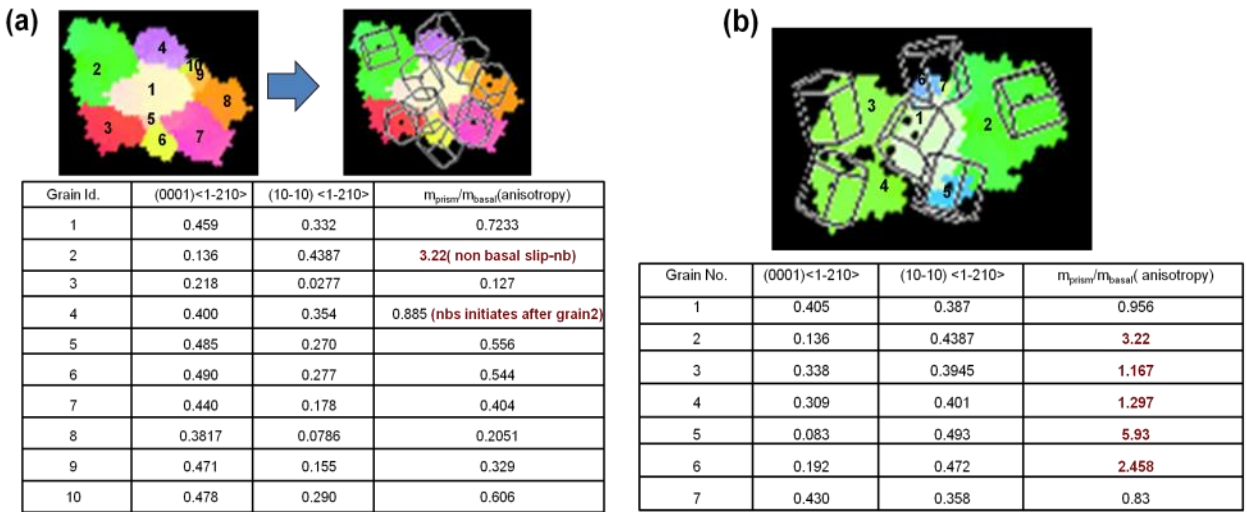 (a)
4
10
9
2
1
8
5
3
6
7
Grain Id. (0001)<1-210> (10-10) <1-210> mprism/mbasal(anisotropy)
1 0.459 0.332 0.7233
2 0.136 0.4387 3.22( non basal slip-nb)
3 0.218 0.0277 0.127
4 0.400 0.354 0.885 (nbs initiates after grain2)
5 0.485 0.270 0.556
6 0.490 0.277 0.544
7 0.440 0.178 0.404
8 0.3817 0.0786 0.2051
9 0.471 0.155 0.329
10 0.478 0.290 0.606
(b)
6
7
3
1
2
4
5
Grain No. (0001)<1-210> (10-10) <1-210> mprism/mbasal( anisotropy)
1 0.405 0.387 0.956
2 0.136 0.4387 3.22
3 0.338 0.3945 1.167
4 0.309 0.401 1.297
5 0.083 0.493 5.93
6 0.192 0.472 2.458
7 0.430 0.358 0.83